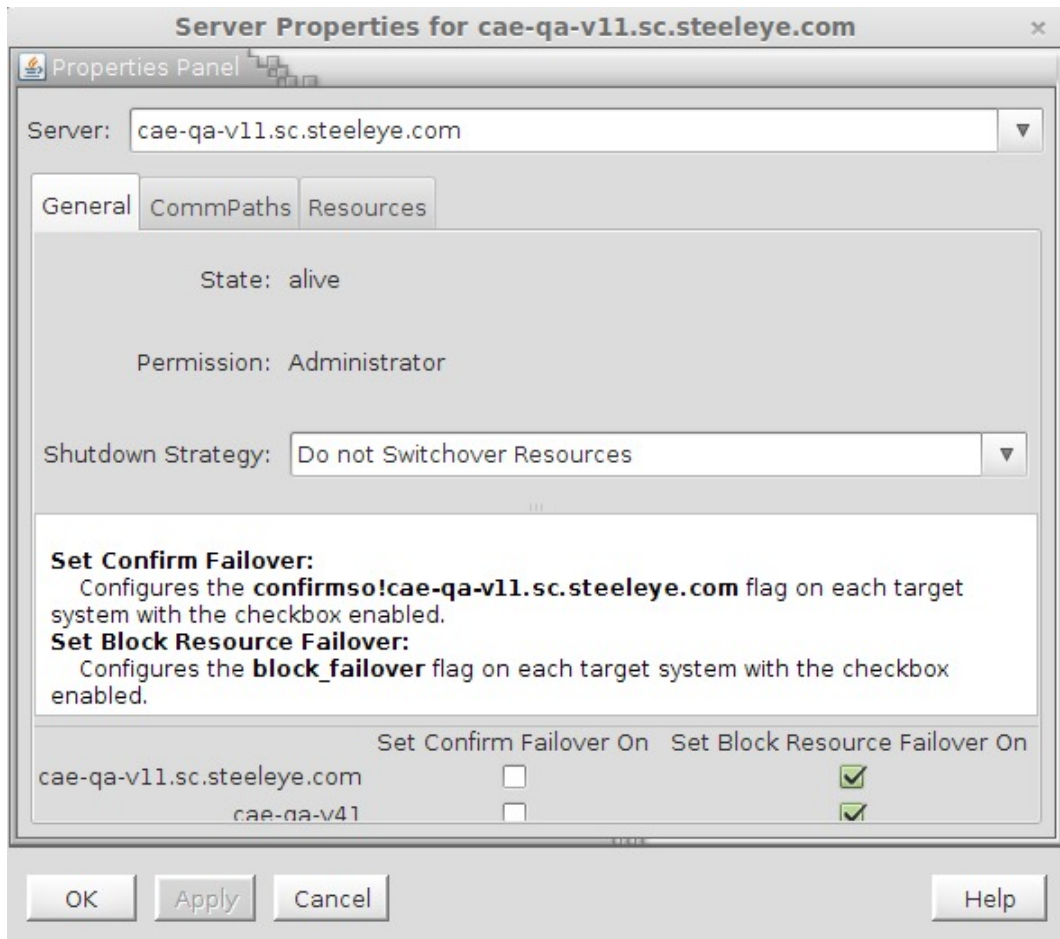 Server Properties for cae-qa-v11.sc.steeleye.com
Properties Panel
Server: cae-qa-v11.sc.steeleye.com
General CommPaths Resources
State: alive
Permission: Administrator
Shutdown Strategy: Do not Switchover Resources
Set Confirm Failover:
Configures the confirmso!cae-qa-v11.sc.steeleye.com flag on each target
system with the checkbox enabled.
Set Block Resource Failover:
Configures the block_failover flag on each target system with the checkbox
enabled.
Set Confirm Failover On Set Block Resource Failover On
cae-qa-v11.sc.steeleye.com
cae-qa-v41
OK Apply Cancel Help